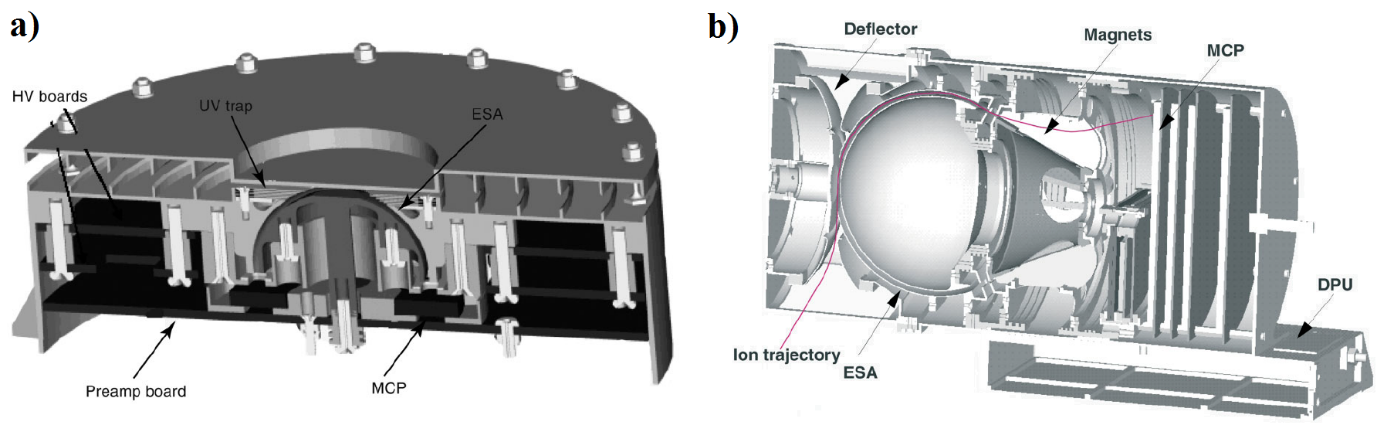 a)
HV boards
UV trap
ESA
Preamp board
MCP
b)
Deflector
Magnets
MCP
DPU
Ion trajectory
ESA